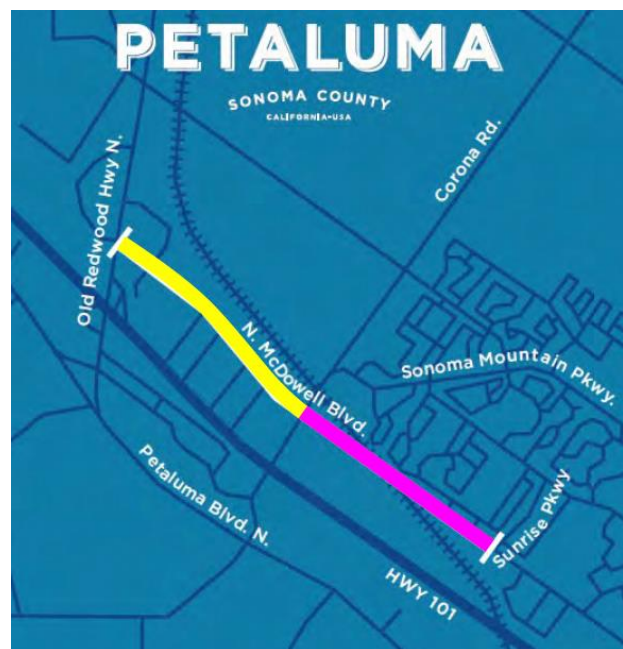 PETALUMA
SONOMA COUNTY
CALIFORNIA-USA
Old Redwood Hwy N.
Corona Rd.
N. McDowell Blvd.
Sonoma Mountain Pkwy.
Petaluma Blvd. N.
Sunrise Pkwy
HWY 101